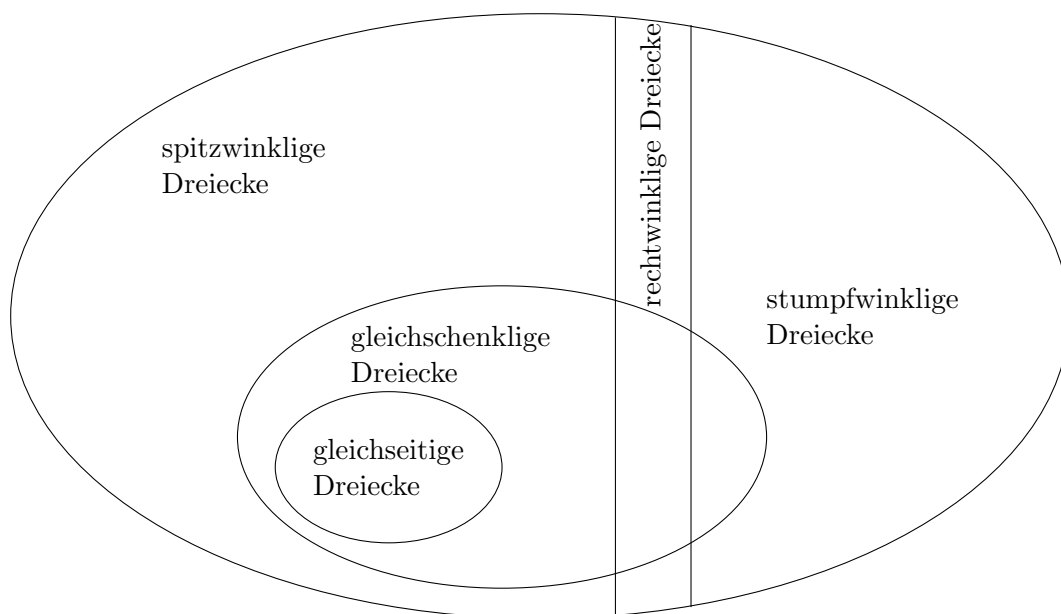 spitzwinklige
Dreiecke
rechtwinklige Dreiecke
stumpfwinklige
Dreiecke
gleichschenklige
Dreiecke
gleichseitige
Dreiecke